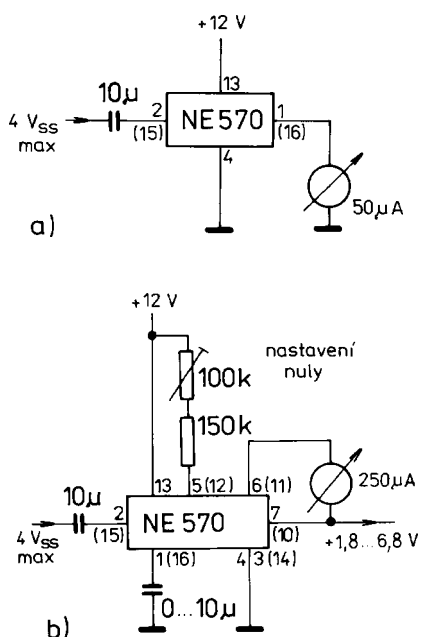 +12 V
13
10µ
4 Vss
max
2
(15)
NE 570
1
(16)
4
50µA
a)
+12 V
nastavení
nuly
100k
150k
13
5(12)
6(11)
250µA
10µ
4 Vss
max
2
(15)
NE 570
7
(10)
+1,8...6,8 V
1(16)
4
3(14)
0...10µ
b)